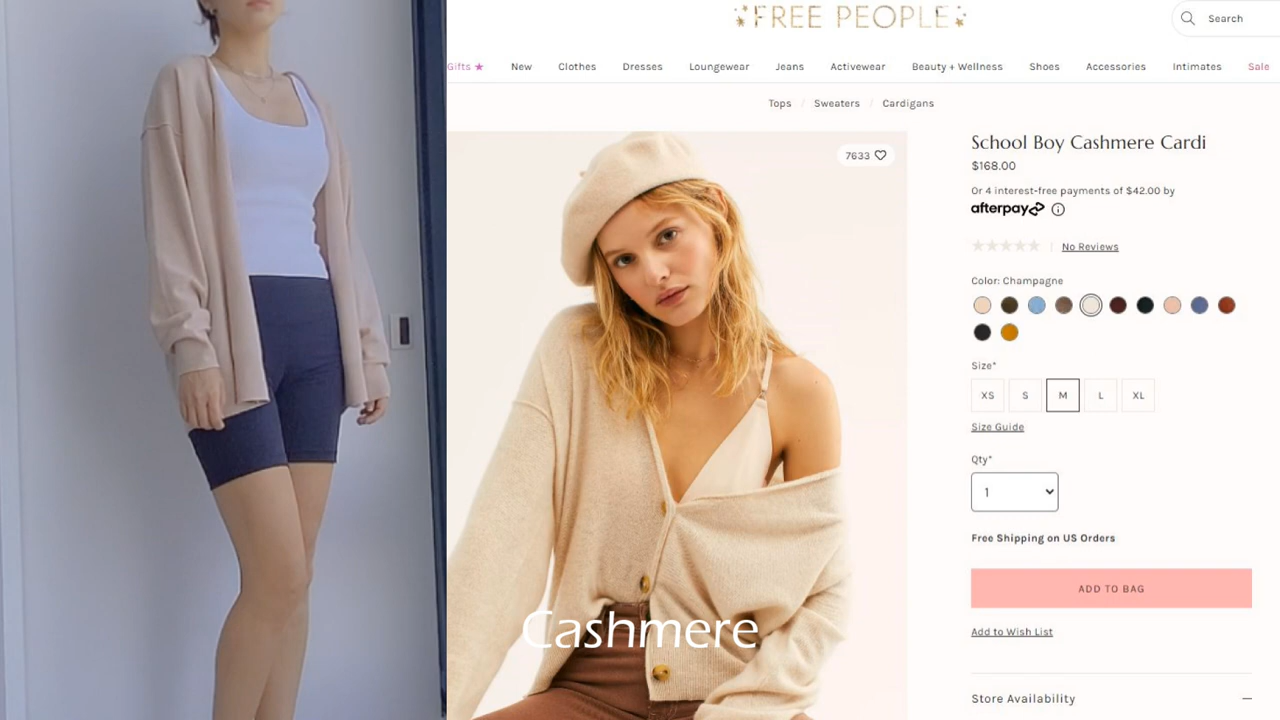 FREE PEOPLE
Search
Gifts ★ New Clothes Dresses Loungewear Jeans Activewear Beauty + Wellness Shoes Accessories Intimates Sale
Tops / Sweaters / Cardigans
7633
School Boy Cashmere Cardi
$168.00
Or 4 interest-free payments of $42.00 by
afterpay
No Reviews
Color: Champagne
Size*
XS S M L XL
Size Guide
Qty*
1
Free Shipping on US Orders
ADD TO BAG
Cashmere
Add to Wish List
Store Availability